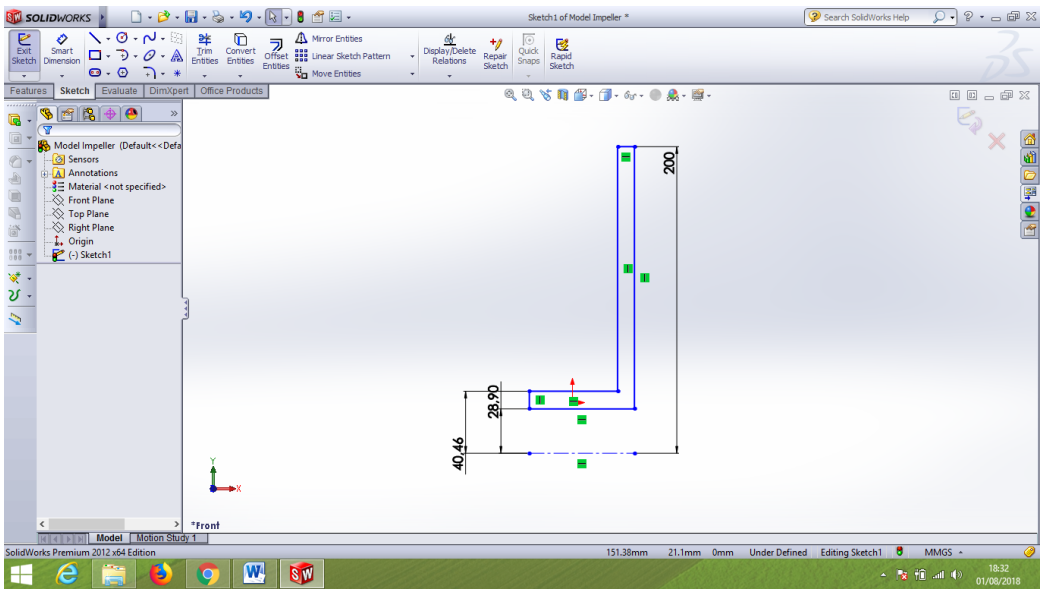 SOLIDWORKS
Sketch1 of Model Impeller *
Search SolidWorks Help
Exit Sketch
Smart Dimension
Trim Entities
Convert Entities
Offset Entities
Mirror Entities
Linear Sketch Pattern
Move Entities
Display/Delete Relations
Repair Sketch
Quick Snaps
Rapid Sketch
Features Sketch Evaluate DimXpert Office Products
Model Impeller (Default<<Defa
Sensors
Annotations
Material <not specified>
Front Plane
Top Plane
Right Plane
Origin
(-) Sketch1
200
28,90
40,46
Y
X
*Front
Model Motion Study 1
SolidWorks Premium 2012 x64 Edition
151.38mm 21.1mm 0mm Under Defined Editing Sketch1 MMGS
18:32
01/08/2018